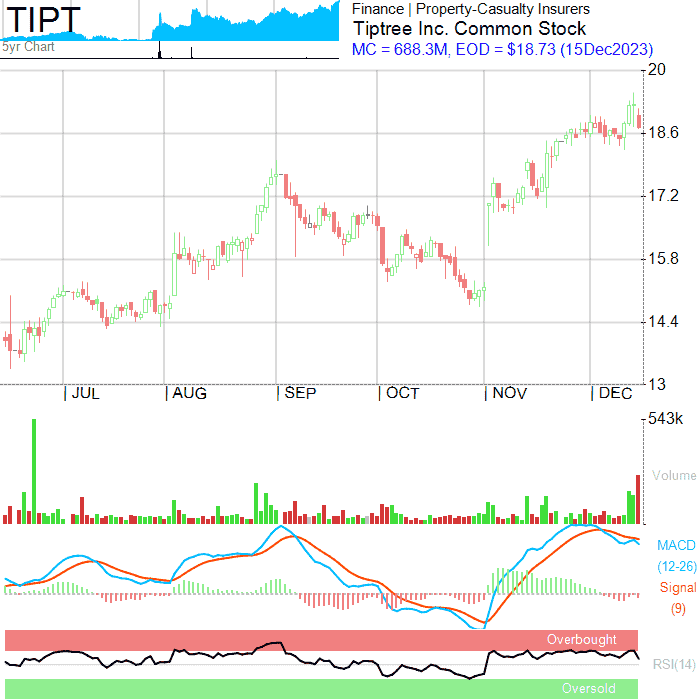 TIPT
5yr Chart
Finance | Property-Casualty Insurers
Tiptree Inc. Common Stock
MC = 688.3M, EOD = $18.73 (15Dec2023)
20
18.6
17.2
15.8
14.4
13
| JUL | AUG | SEP | OCT | NOV | DEC
543k
Volume
MACD
(12-26)
Signal
(9)
Overbought
RSI(14)
Oversold